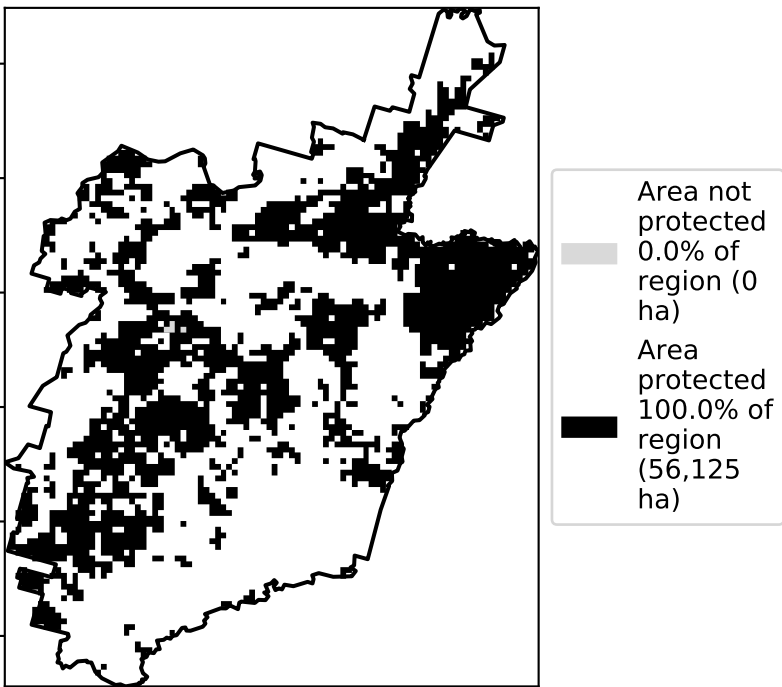 Area not
protected
0.0% of
region (0
ha)
Area
protected
100.0% of
region
(56,125
ha)